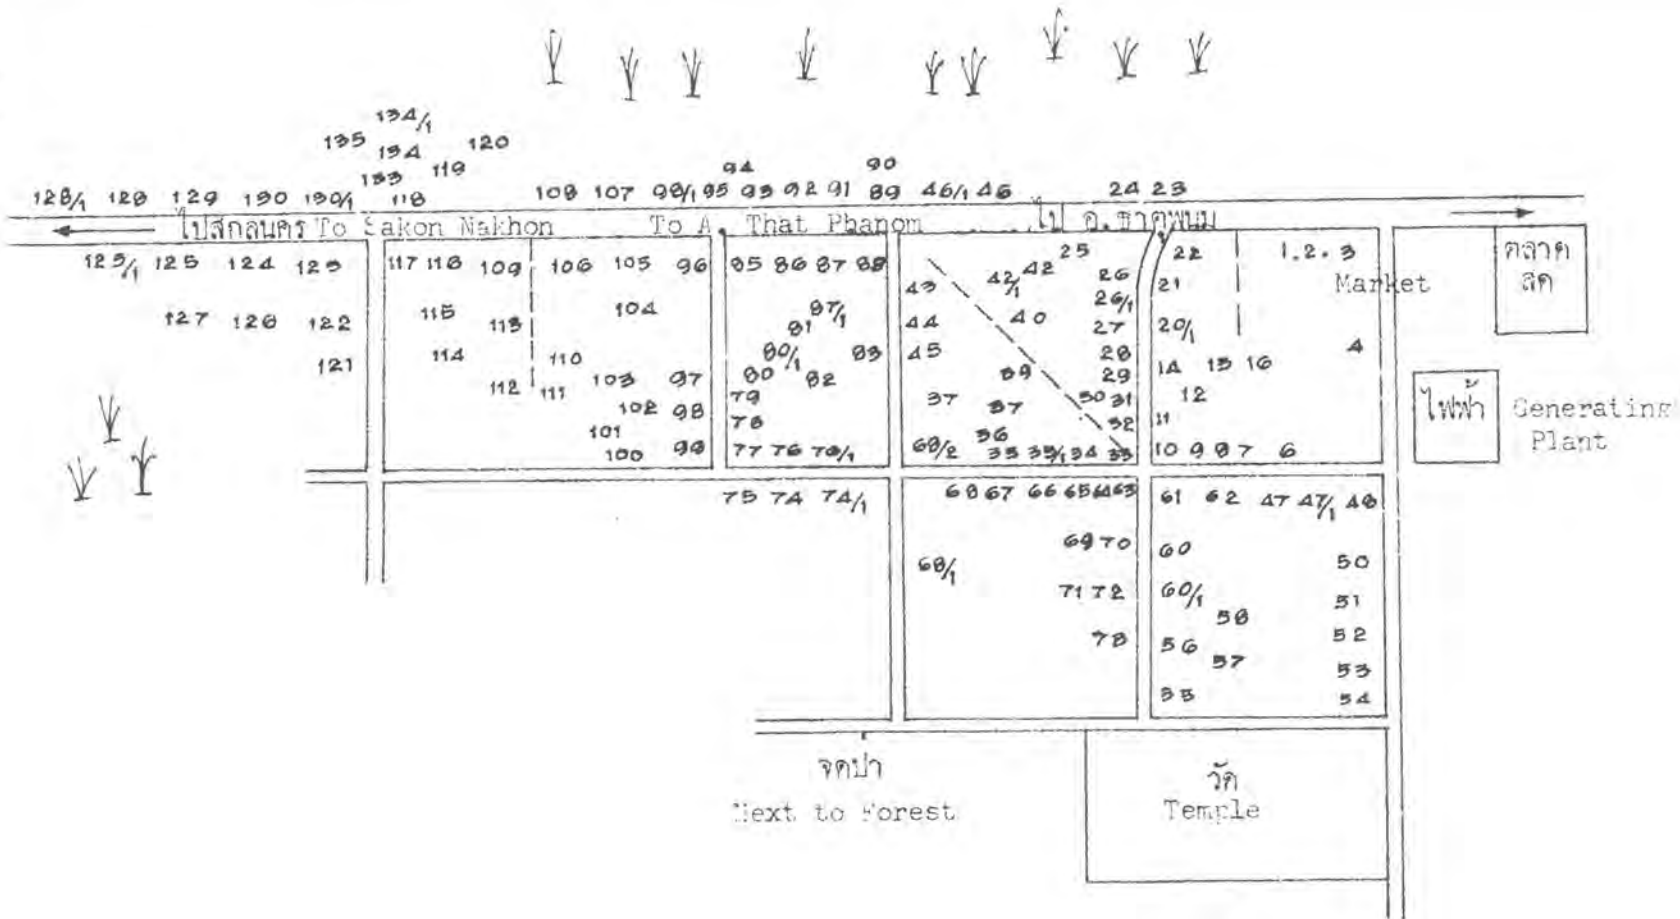 134/1
135 134 120
133 119
94 90
128/1 128 129 130 130/1 118 108 107 98/1 95 93 92 91 89 46/1 46 24 23
ไปสกลนคร To Sakon Nakhon To A. That Phanom ไป อ. ธาตุพนม
125/1 125 124 123 117 116 109 106 105 96 85 86 87 88 25 22 1.2.3 ตลาด
สด
42/1 42 26 Market
43 26/1 21
127 126 122 115 113 104 87/1 81 44 40 27 20/1
121 114 110 80/1 83 45 28 4
112 111 103 97 80 82 39 29 14 15 16
102 98 79 37 37 30 31 12 ไฟฟ้า Generating
Plant
101 78 36 32 11
100 99 77 76 78/1 68/2 35 35/1 34 33 10 9 8 7 6
75 74 74/1 68 67 66 65 64 63 61 62 47 47/1 48
69 70 60 50
68/1 71 72 60/1 51
58
73 56 52
57 53
55 54
จดป่า วัด
Next to Forest Temple